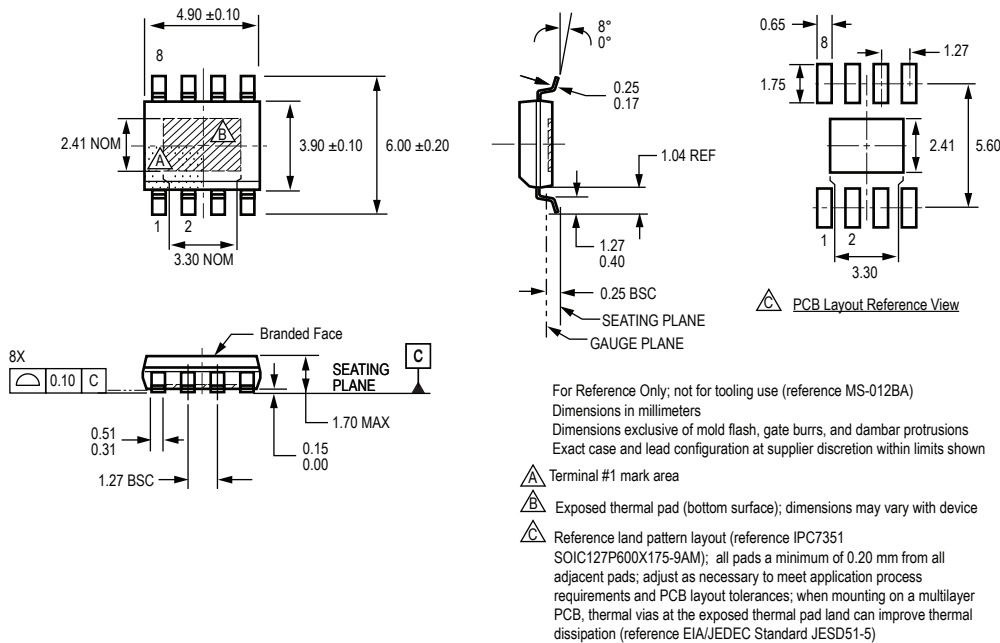 4.90 ±0.10
8
2.41 NOM
A
B
3.90 ±0.10
6.00 ±0.20
1
2
3.30 NOM
8°
0°
0.25
0.17
1.04 REF
1.27
0.40
0.25 BSC
SEATING PLANE
GAUGE PLANE
0.65
8
1.27
1.75
2.41
5.60
1
2
3.30
C PCB Layout Reference View
Branded Face
8X
0.10 C
SEATING
PLANE
C
1.70 MAX
0.51
0.31
0.15
0.00
1.27 BSC
For Reference Only; not for tooling use (reference MS-012BA)
Dimensions in millimeters
Dimensions exclusive of mold flash, gate burrs, and dambar protrusions
Exact case and lead configuration at supplier discretion within limits shown
A Terminal #1 mark area
B Exposed thermal pad (bottom surface); dimensions may vary with device
C Reference land pattern layout (reference IPC7351
SOIC127P600X175-9AM); all pads a minimum of 0.20 mm from all
adjacent pads; adjust as necessary to meet application process
requirements and PCB layout tolerances; when mounting on a multilayer
PCB, thermal vias at the exposed thermal pad land can improve thermal
dissipation (reference EIA/JEDEC Standard JESD51-5)